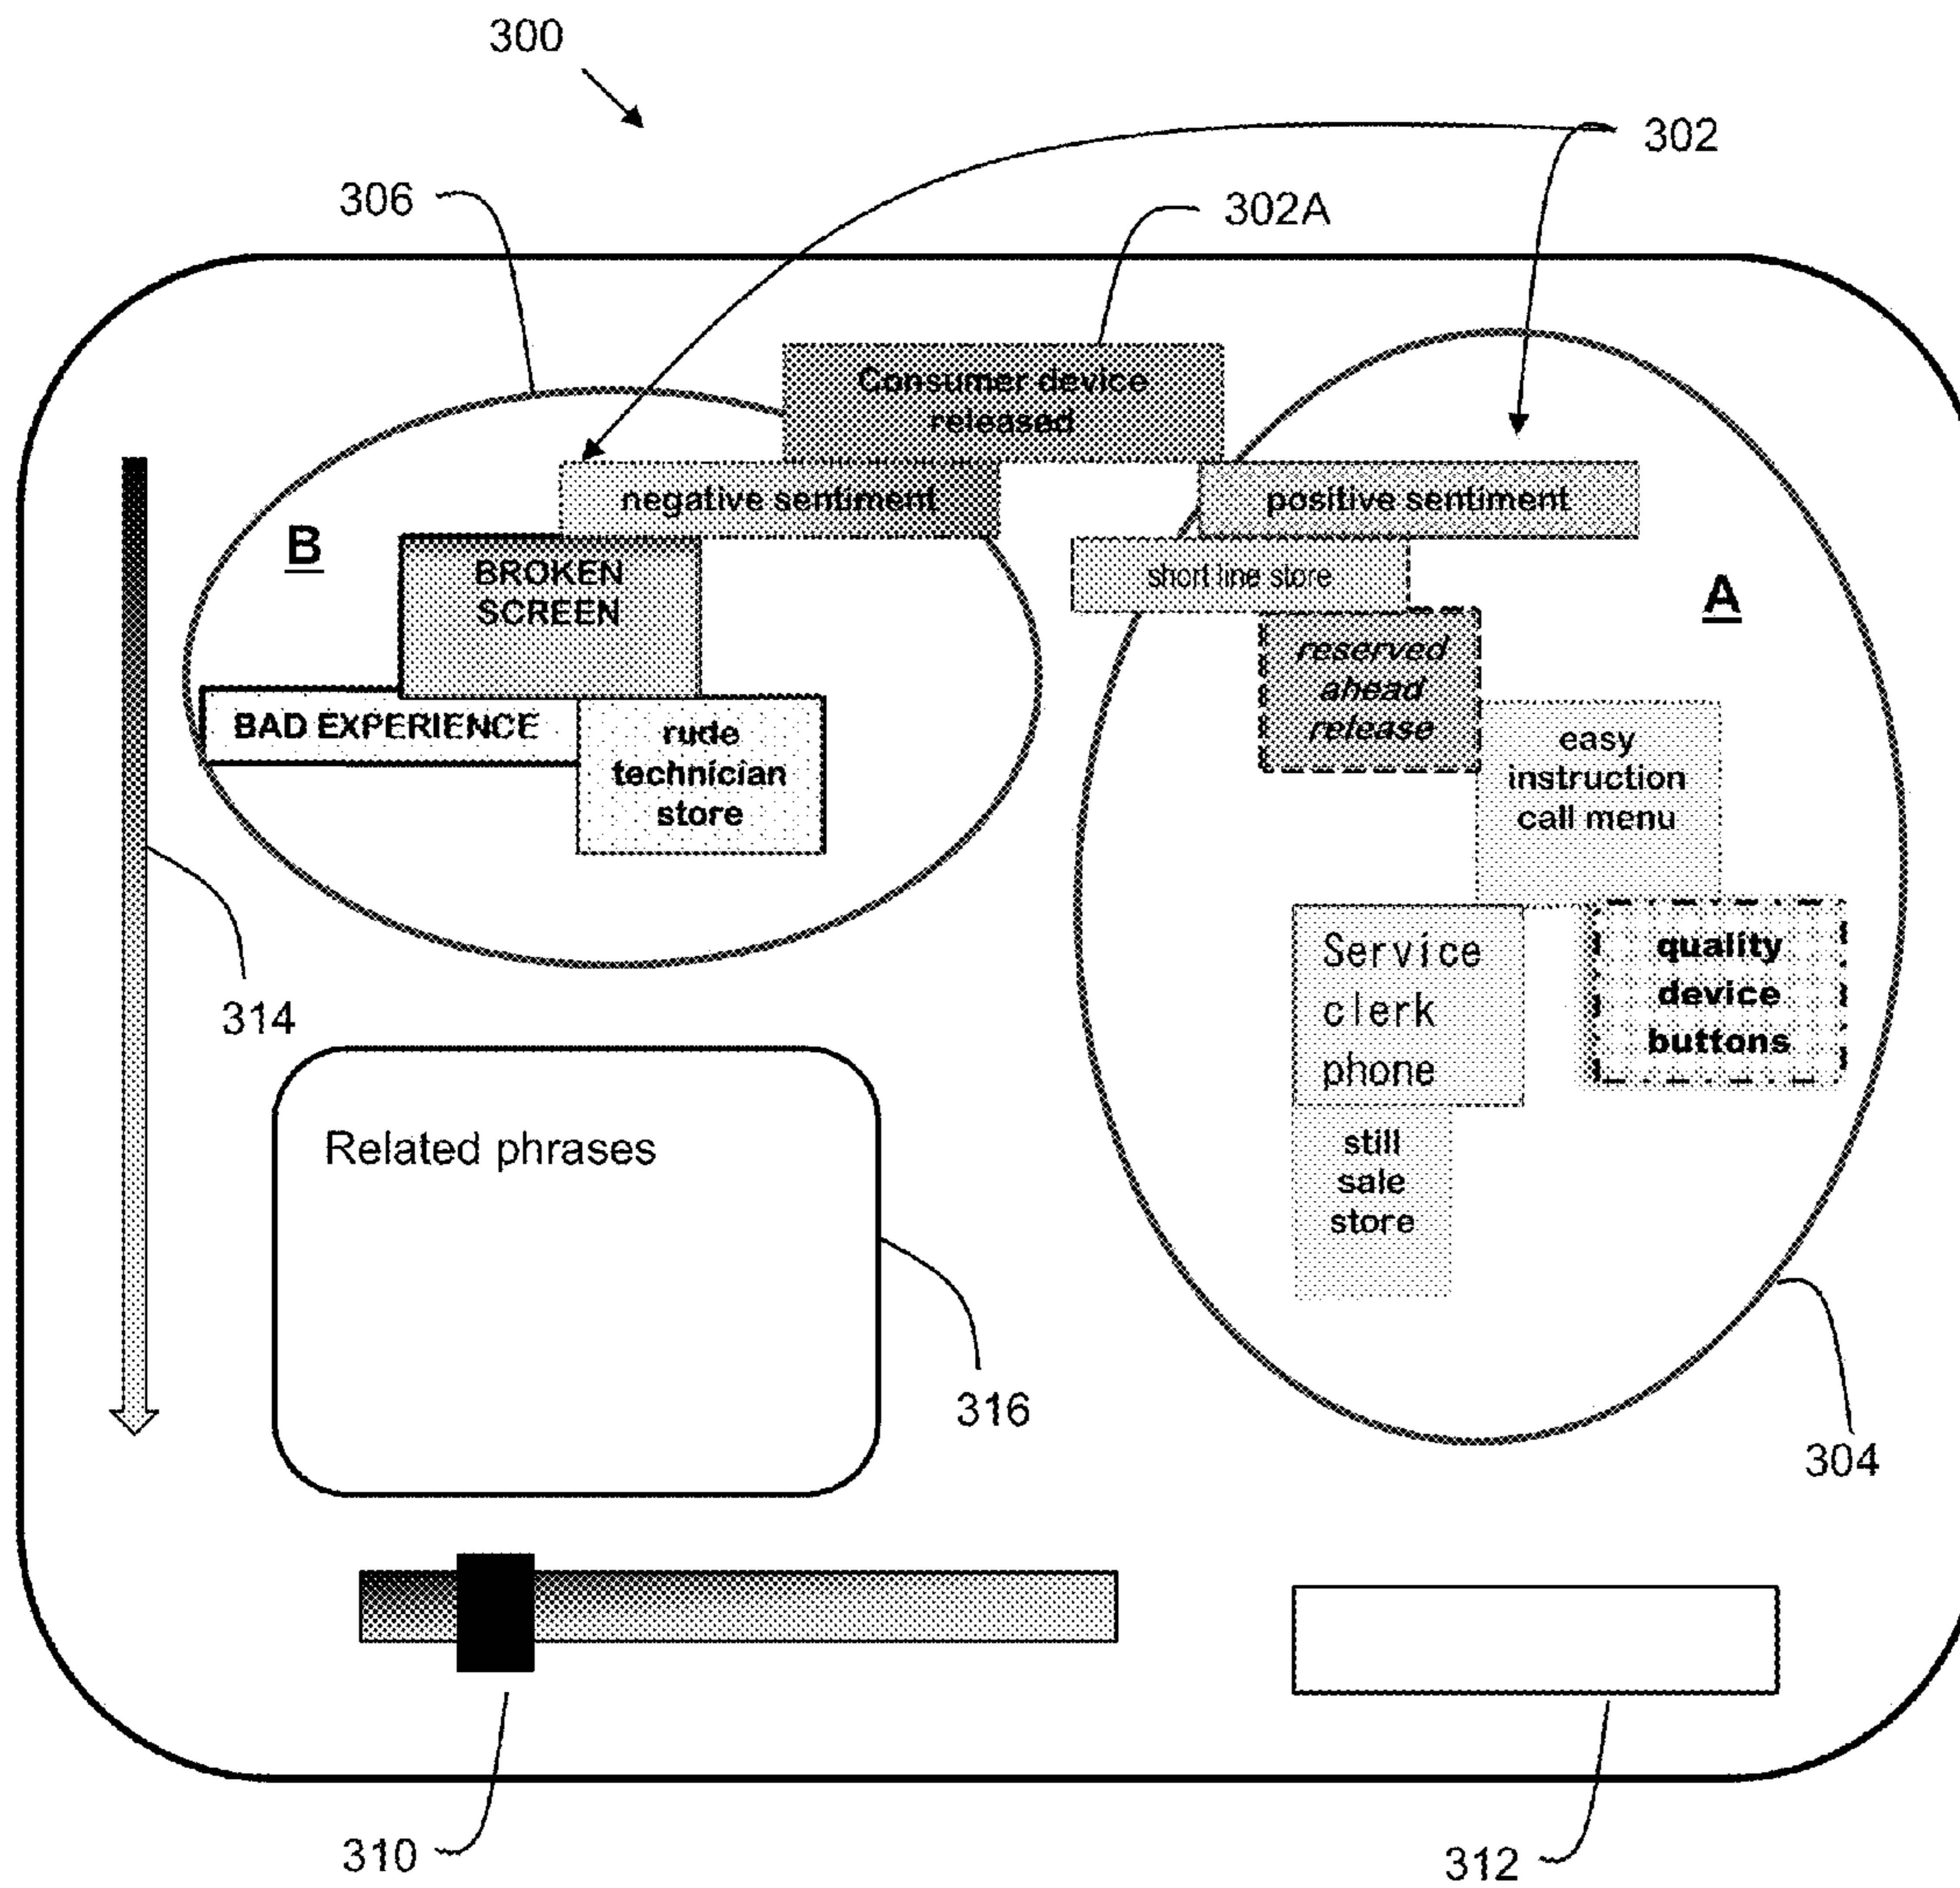 300
302
306
302A
Consumer device
released
negative sentiment
positive sentiment
B
BROKEN
SCREEN
short line store
A
reserved
ahead
release
BAD EXPERIENCE
rude
technician
store
easy
instruction
call menu
Service
clerk
phone
quality
device
buttons
314
still
sale
store
Related phrases
316
304
310
312